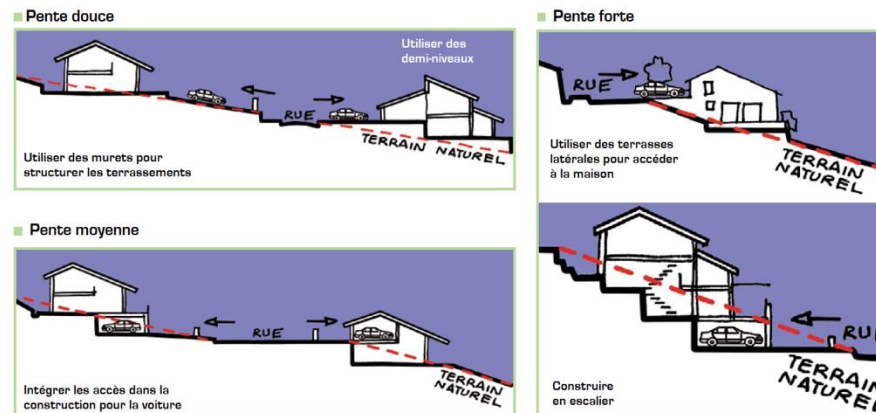 Pente douce
Utiliser des
demi-niveaux
RUE
TERRAIN NATUREL
Utiliser des murets pour
structurer les terrassements
Pente moyenne
RUE
TERRAIN
NATUREL
Intégrer les accès dans la
construction pour la voiture
Pente forte
RUE
Utiliser des terrasses
latérales pour accéder
à la maison
TERRAIN
NATUREL
RUE
TERRAIN
NATUREL
Construire
en escalier